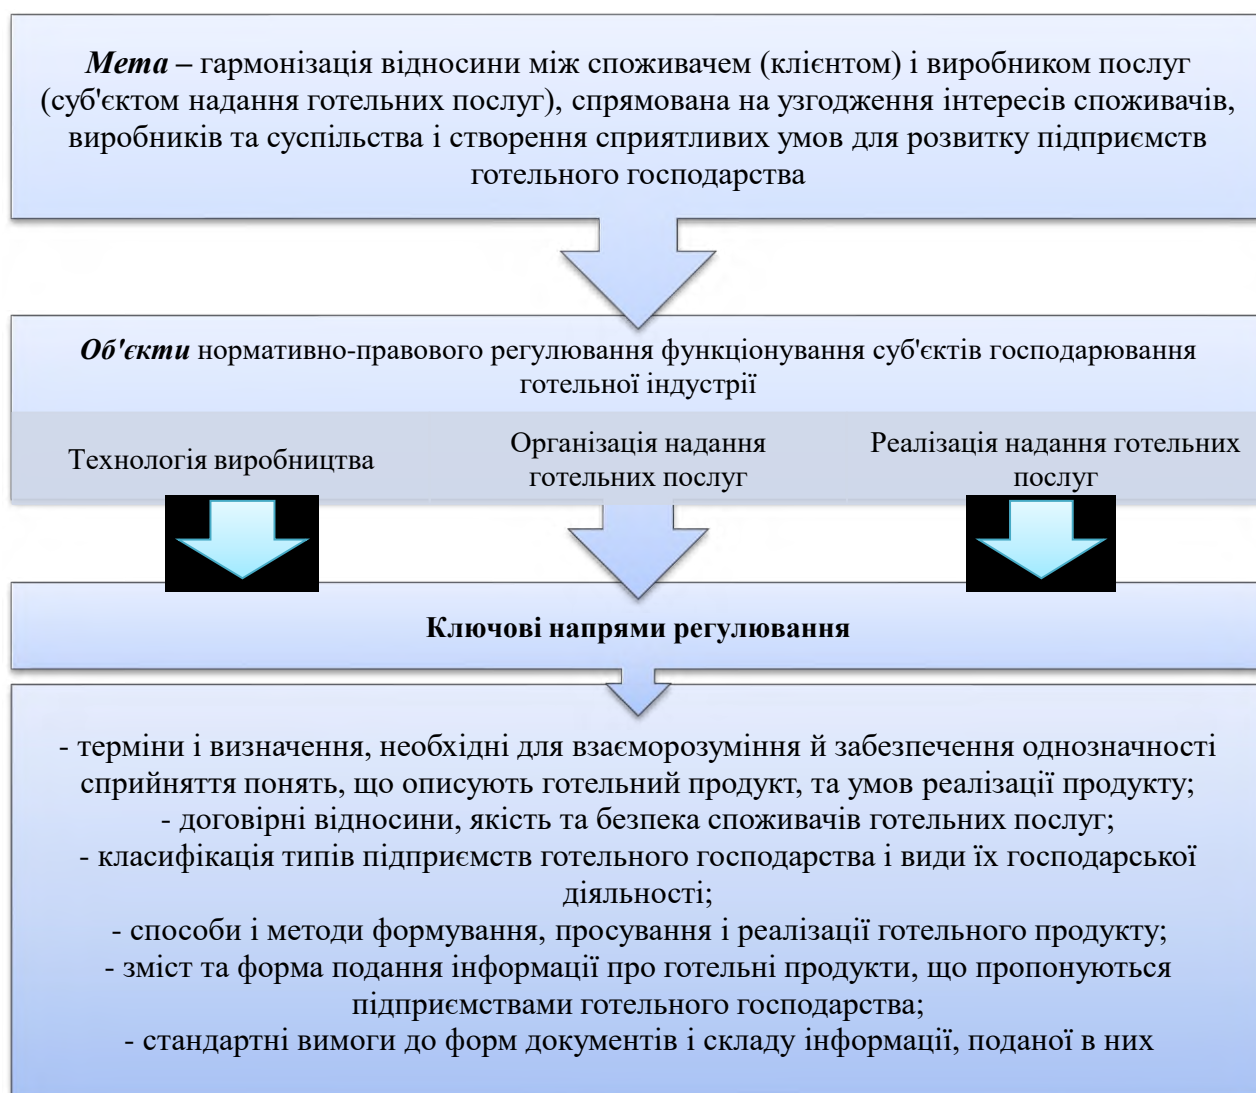 Мета – гармонізація відносини між споживачем (клієнтом) і виробником послуг
(суб'єктом надання готельних послуг), спрямована на узгодження інтересів споживачів,
виробників та суспільства і створення сприятливих умов для розвитку підприємств
готельного господарства
Об'єкти нормативно-правового регулювання функціонування суб'єктів господарювання
готельної індустрії
Технологія виробництва
Організація надання
готельних послуг
Реалізація надання готельних
послуг
Ключові напрями регулювання
- терміни і визначення, необхідні для взаєморозуміння й забезпечення однозначності
сприйняття понять, що описують готельний продукт, та умов реалізації продукту;
- договірні відносини, якість та безпека споживачів готельних послуг;
- класифікація типів підприємств готельного господарства і види їх господарської
діяльності;
- способи і методи формування, просування і реалізації готельного продукту;
- зміст та форма подання інформації про готельні продукти, що пропонуються
підприємствами готельного господарства;
- стандартні вимоги до форм документів і складу інформації, поданої в них